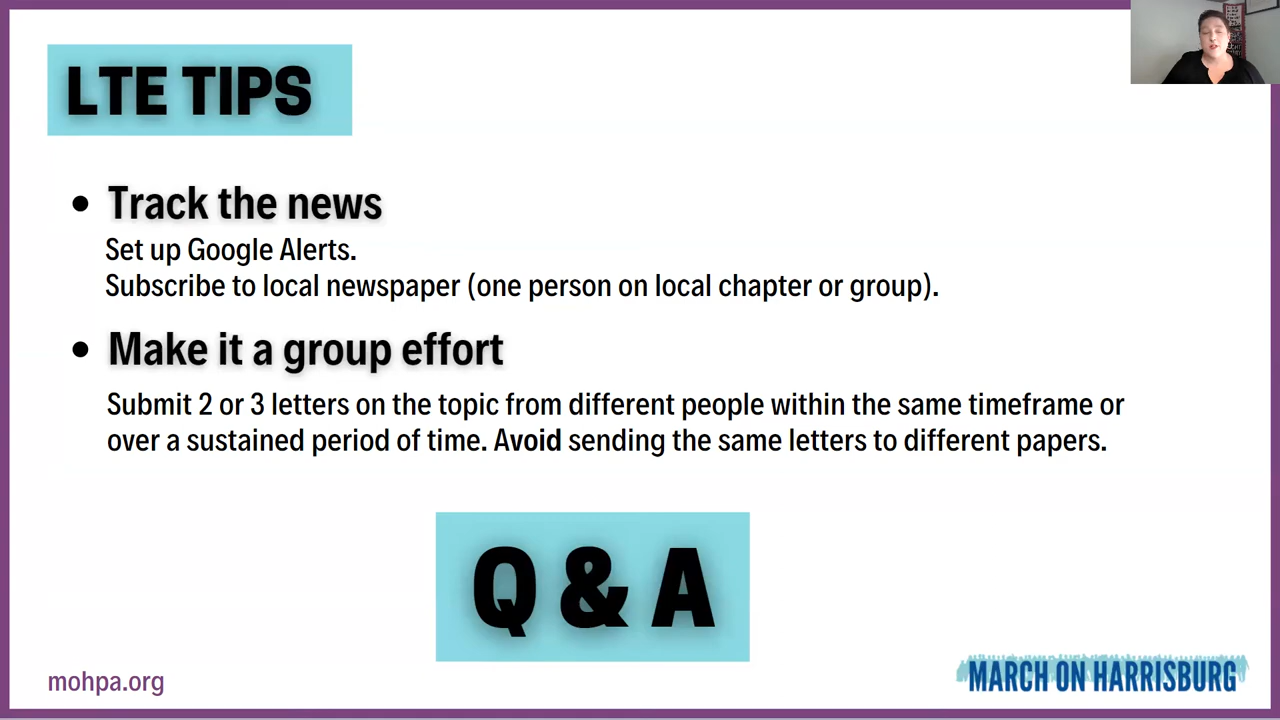 LTE TIPS
• Track the news
Set up Google Alerts.
Subscribe to local newspaper (one person on local chapter or group).
• Make it a group effort
Submit 2 or 3 letters on the topic from different people within the same timeframe or
over a sustained period of time. Avoid sending the same letters to different papers.
Q & A
mohpa.org
MARCH ON HARRISBURG